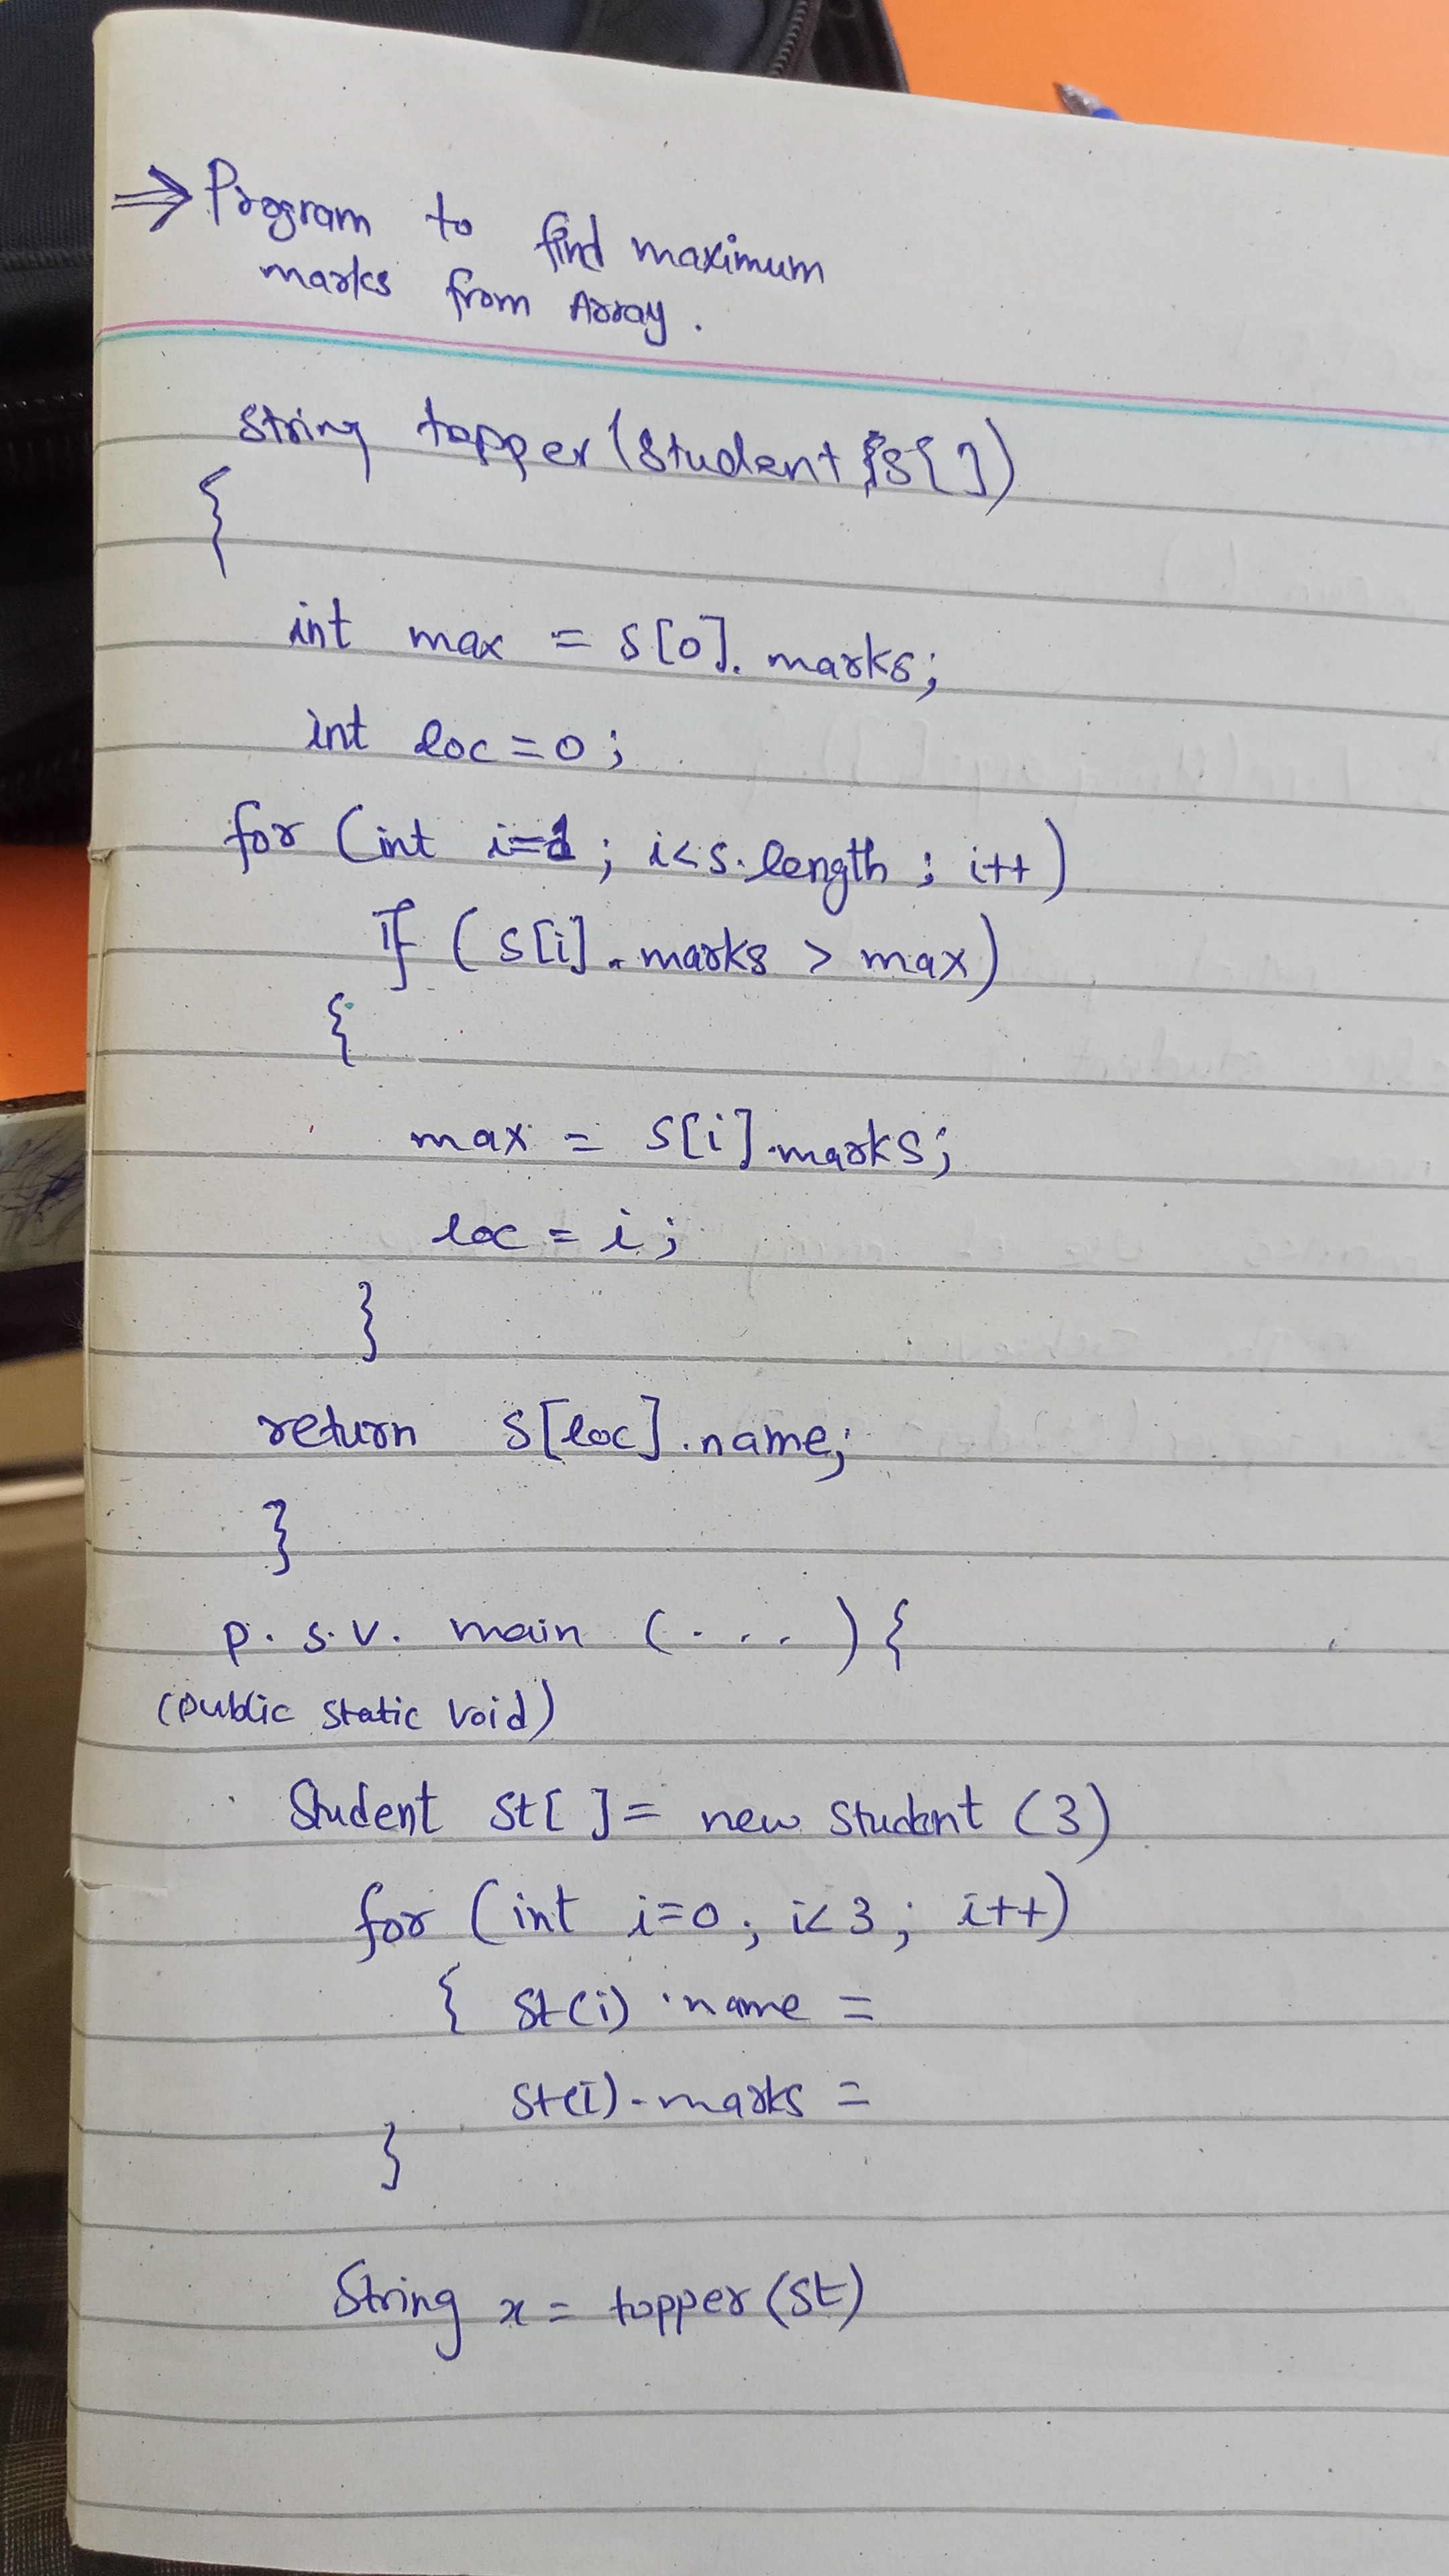 ⇒ Program to find maximum
marks from Array.
String topper (Student s[])
{
int max = s[0].marks;
int loc = 0;
for (int i=1; i<s.length; i++)
If (s[i].marks > max)
{
max = s[i].marks;
loc = i;
}
return s[loc].name;
}
p.s.v. main (....) {
(public static void)
Student st[] = new Student (3)
for (int i=0; i<3; i++)
{ st(i).name =
st(i).marks =
}
String x = topper (st)